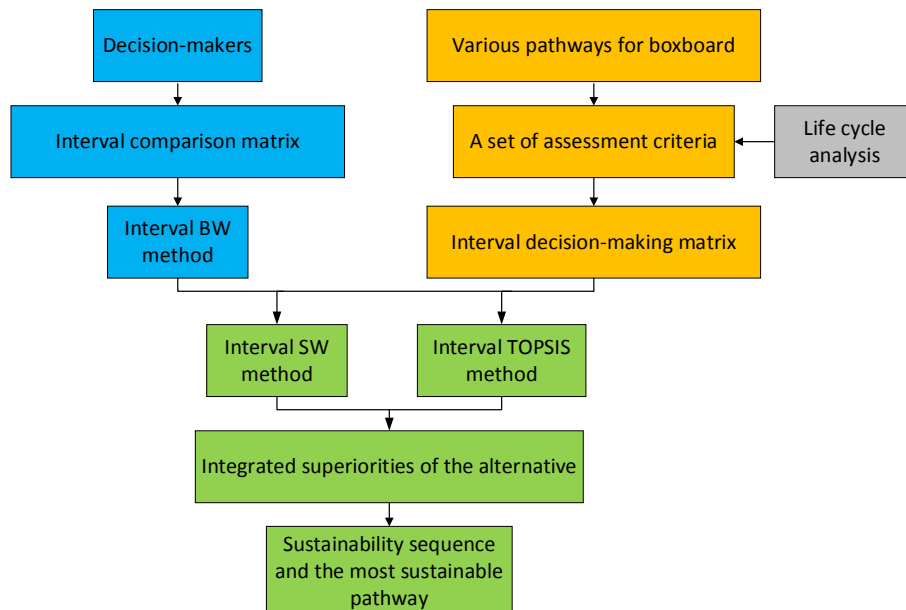 Decision-makers
Various pathways for boxboard
Interval comparison matrix
A set of assessment criteria
Life cycle
analysis
Interval BW
method
Interval decision-making matrix
Interval SW
method
Interval TOPSIS
method
Integrated superiorities of the alternative
Sustainability sequence
and the most sustainable
pathway